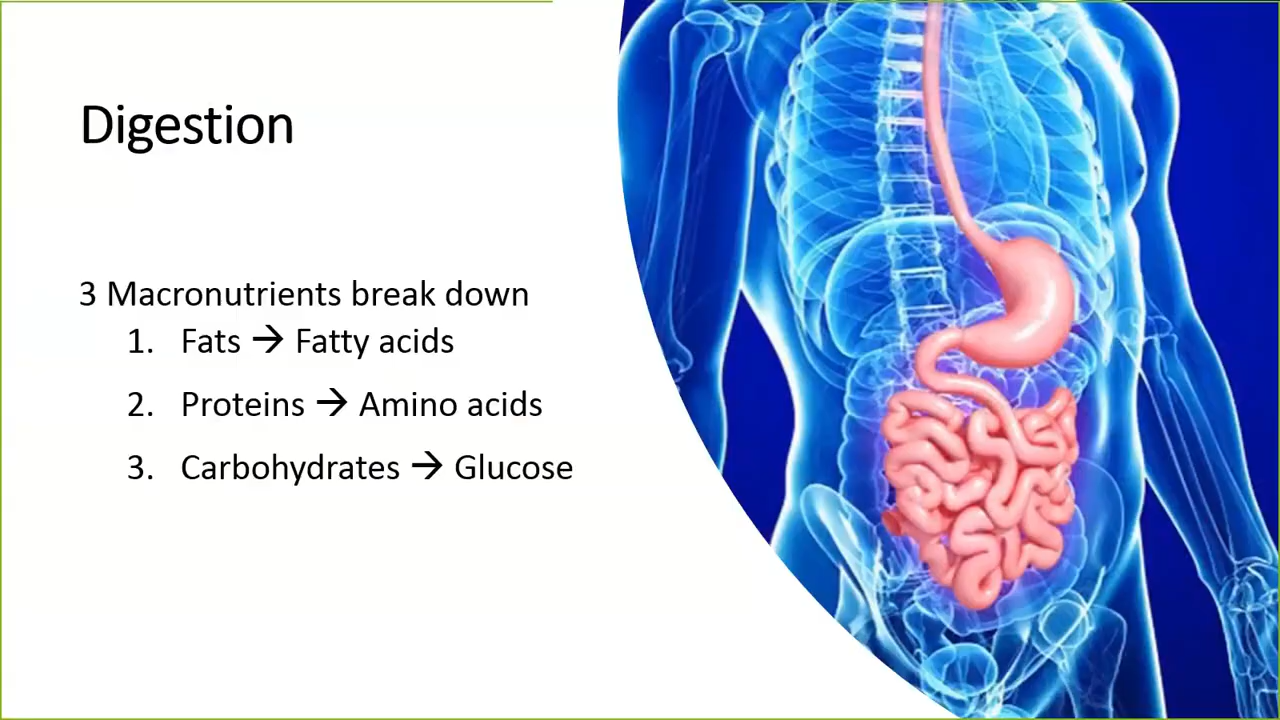 Digestion
3 Macronutrients break down
1. Fats → Fatty acids
2. Proteins → Amino acids
3. Carbohydrates → Glucose